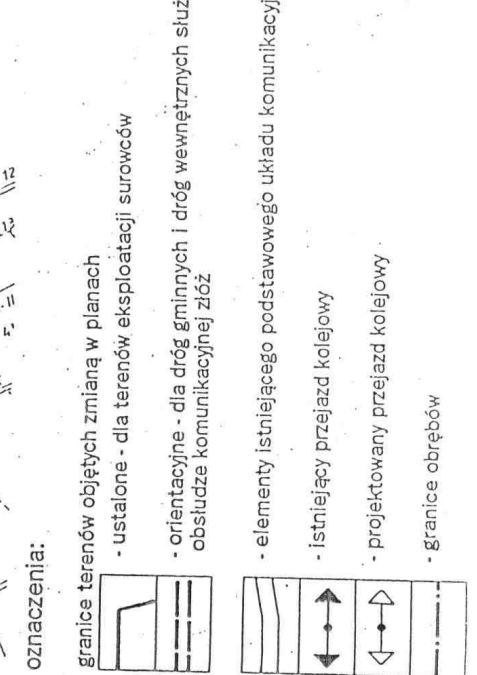 oznaczenia:
granice terenów objętych zmianą w planach
- ustalone - dla terenów eksploatacji surowców
- orientacyjne - dla dróg gminnych i dróg wewnętrznych służ
obsłudze komunikacyjnej złóż
- elementy istniejącego podstawowego układu komunikacyj
- istniejący przejazd kolejowy
- projektowany przejazd kolejowy
- granice obrębów